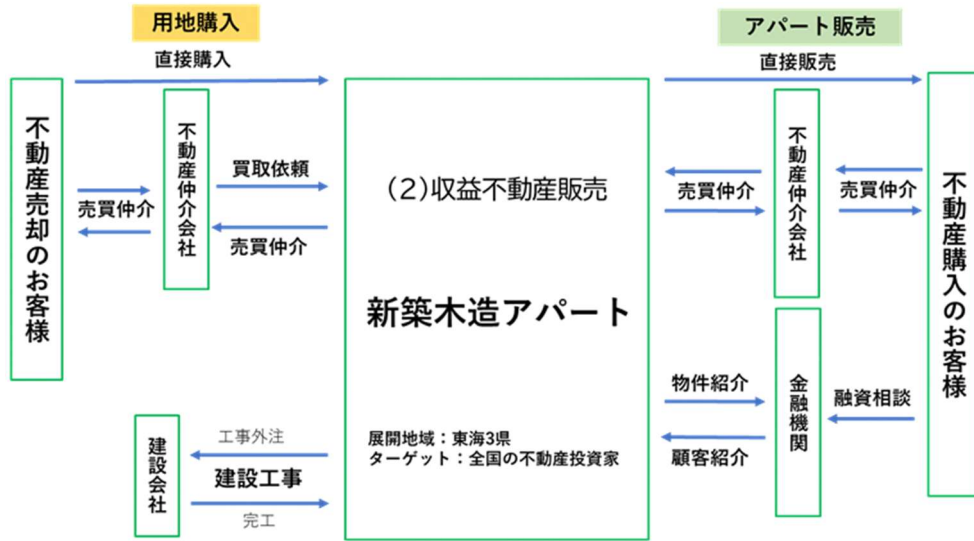 用地購入
アパート販売
直接購入
直接販売
不動産売却のお客様
売買仲介
不動産仲介会社
買取依頼
売買仲介
(2)収益不動産販売
新築木造アパート
展開地域：東海3県
ターゲット：全国の不動産投資家
建設会社
工事外注
建設工事
完工
売買仲介
不動産仲介会社
売買仲介
不動産購入のお客様
物件紹介
顧客紹介
金融機関
融資相談